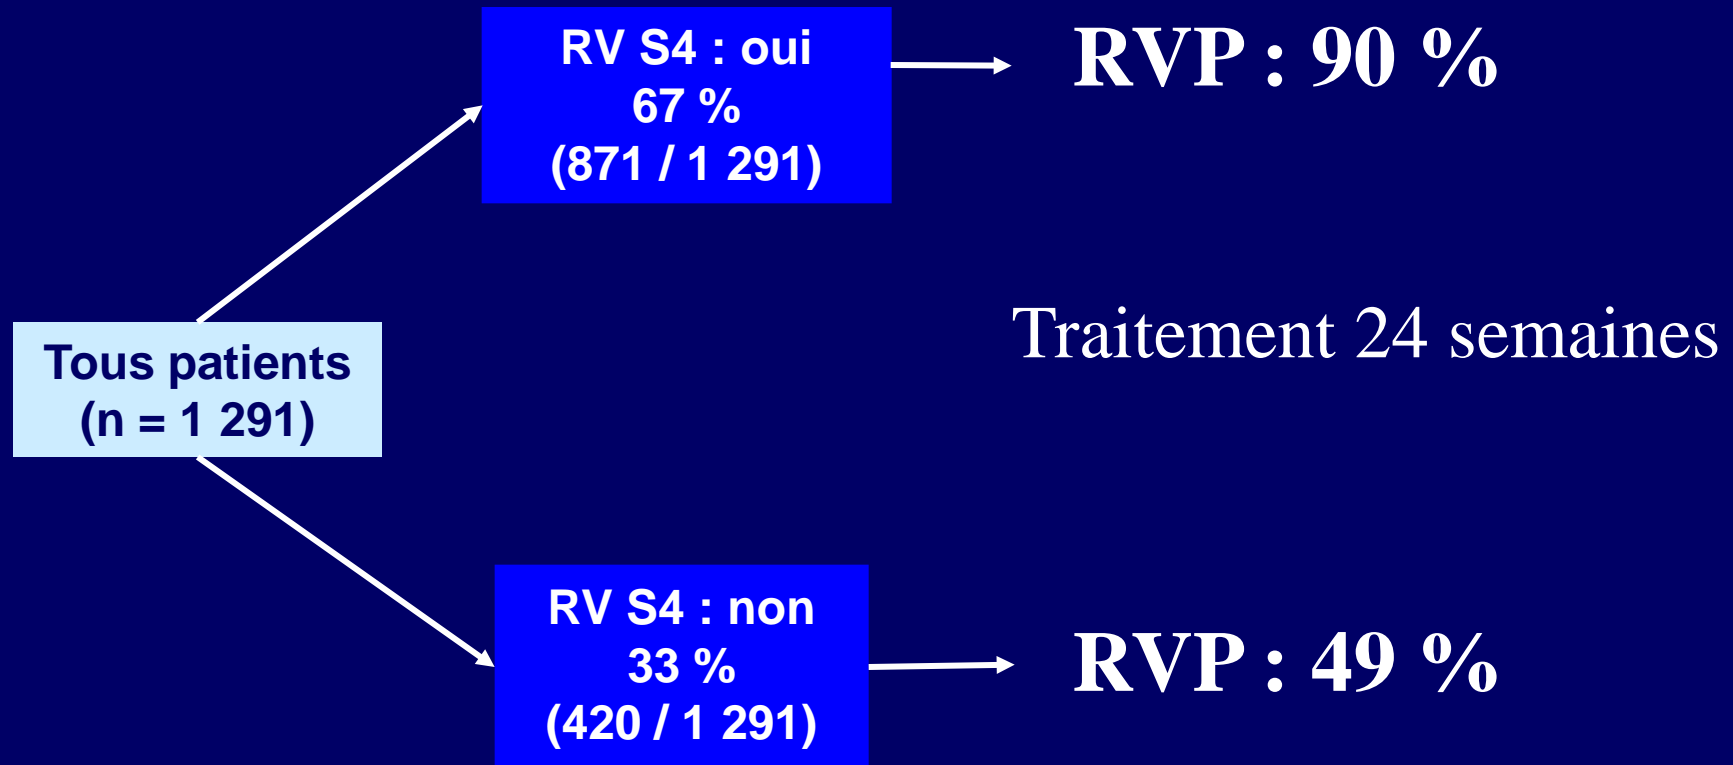 RV S4 : oui
67 %
(871 / 1 291)
RVP : 90 %
Traitement 24 semaines
Tous patients
(n = 1 291)
RV S4 : non
33 %
(420 / 1 291)
RVP : 49 %